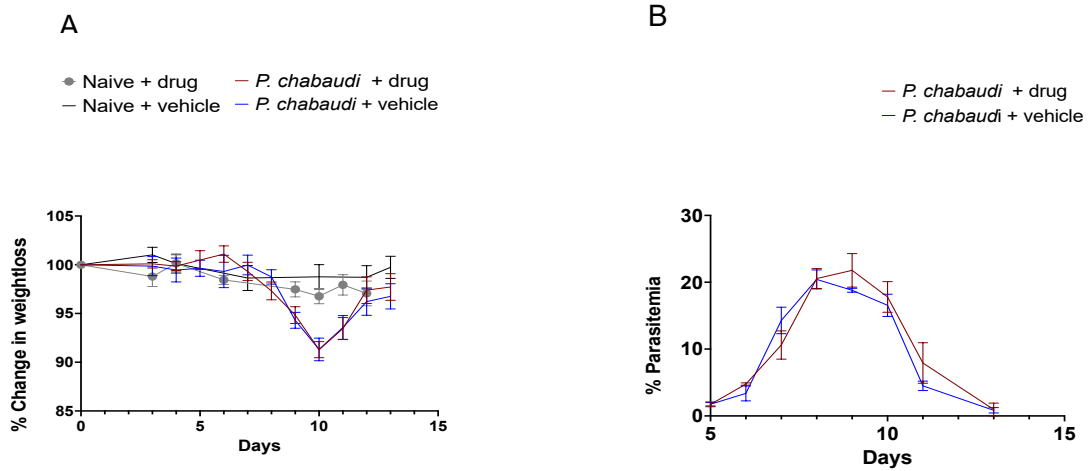 A
Naive + drug
P. chabaudi + drug
Naive + vehicle
P. chabaudi + vehicle
% Change in weightloss
105
100
95
90
85
0
5
10
15
Days
B
P. chabaudi + drug
P. chabaudi + vehicle
% Parasitemia
30
20
10
0
5
10
15
Days